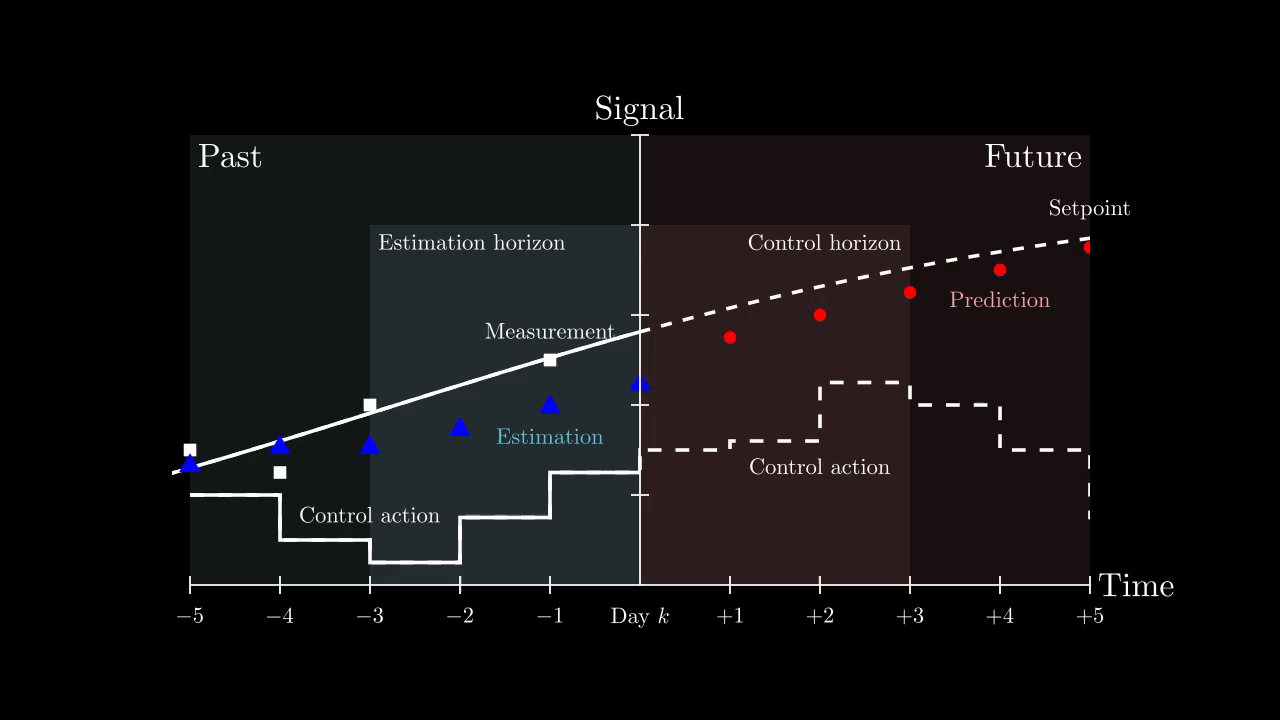 Signal
Past
Future
Setpoint
Estimation horizon
Control horizon
Prediction
Measurement
Estimation
Control action
Control action
Time
−5
−4
−3
−2
−1
Day k
+1
+2
+3
+4
+5